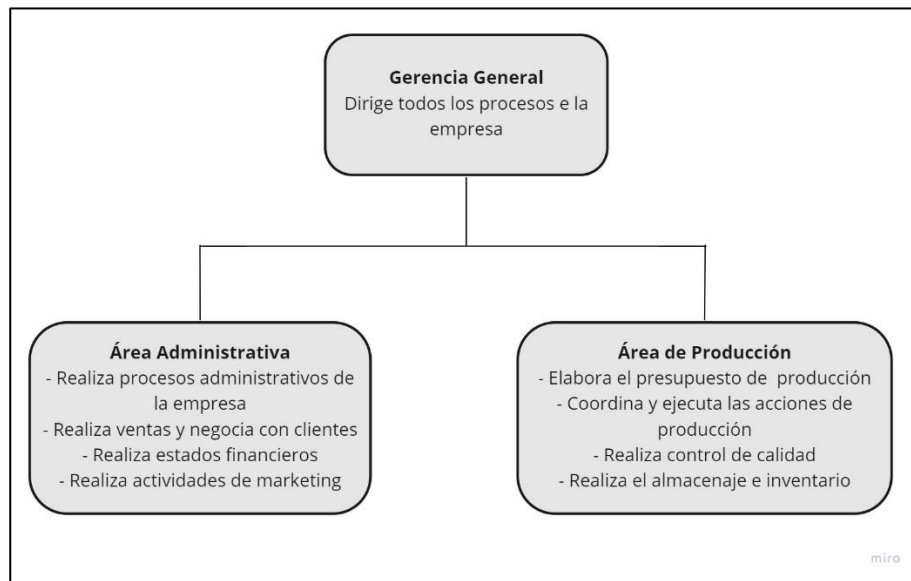 Gerencia General
Dirige todos los procesos e la
empresa
Área Administrativa
- Realiza procesos administrativos de
la empresa
- Realiza ventas y negocia con clientes
- Realiza estados financieros
- Realiza actividades de marketing
Área de Producción
- Elabora el presupuesto de  producción
- Coordina y ejecuta las acciones de
producción
- Realiza control de calidad
- Realiza el almacenaje e inventario
miro